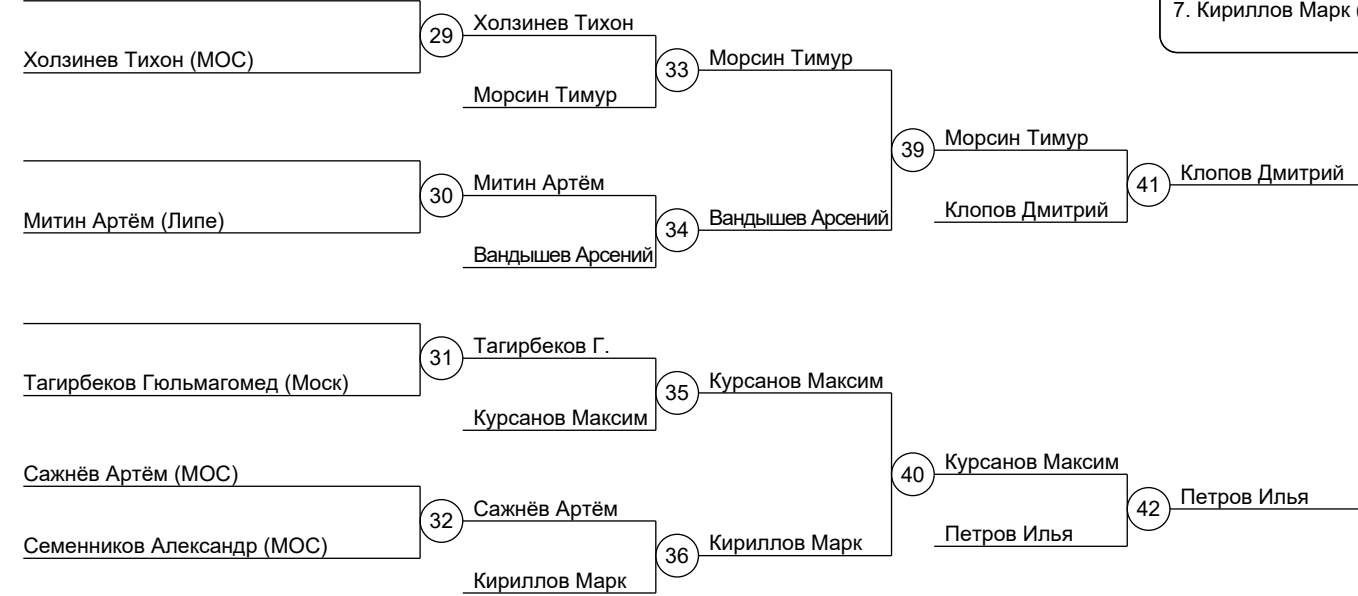 7. Кириллов Марк (
Холзинев Тихон
29
Холзинев Тихон (МОС)
Морсин Тимур
33
Морсин Тимур
Морсин Тимур
39
Митин Артём
30
Митин Артём (Липе)
Вандышев Арсений
34
Вандышев Арсений
Клопов Дмитрий
41
Клопов Дмитрий
Тагирбеков Г.
31
Тагирбеков Гюльмагомед (Моск)
Курсанов Максим
35
Курсанов Максим
Сажнёв Артём (МОС)
Курсанов Максим
40
Сажнёв Артём
32
Семенников Александр (МОС)
Кириллов Марк
36
Кириллов Марк
Петров Илья
42
Петров Илья